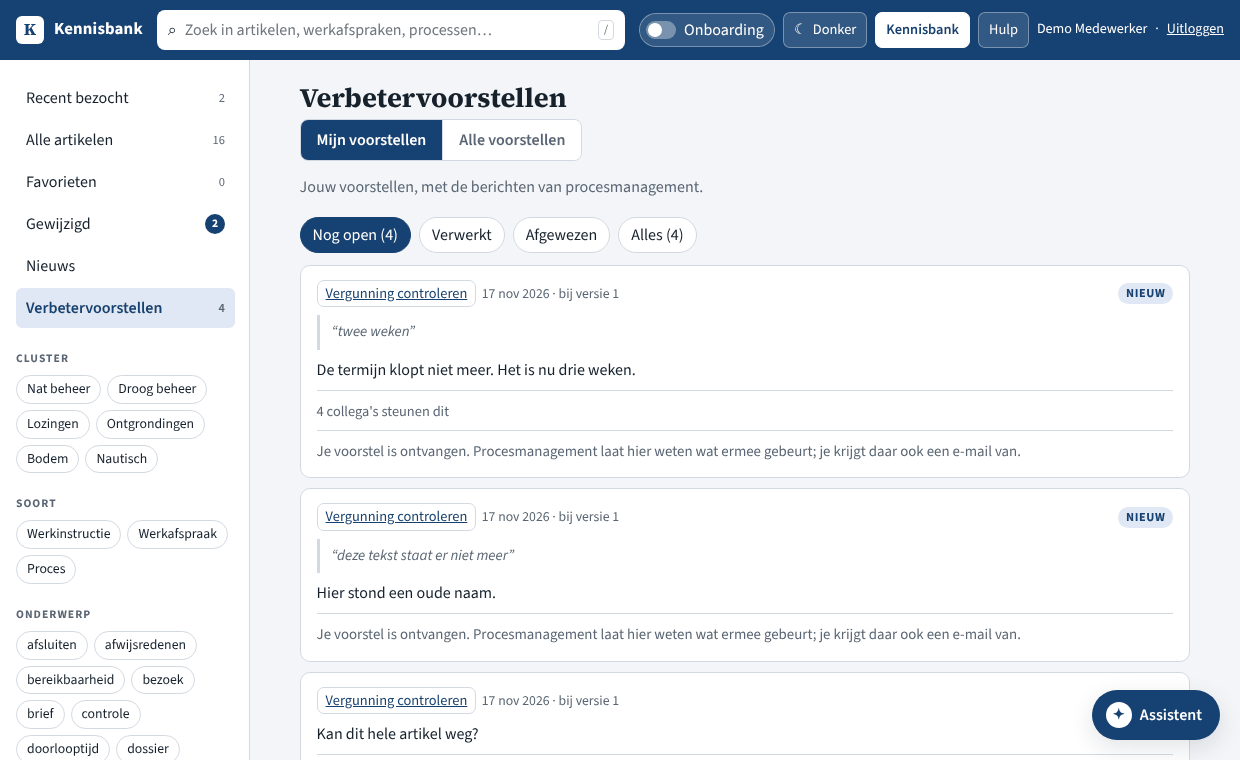 K Kennisbank
Zoek in artikelen, werkafspraken, processen…
/
Onboarding
Donker
Kennisbank
Hulp
Demo Medewerker · Uitloggen
Recent bezocht 2
Alle artikelen 16
Favorieten 0
Gewijzigd 2
Nieuws
Verbetervoorstellen 4
CLUSTER
Nat beheer Droog beheer
Lozingen Ontgrondingen
Bodem Nautisch
SOORT
Werkinstructie Werkafspraak
Proces
ONDERWERP
afsluiten afwijsredenen
bereikbaarheid bezoek
brief controle
doorlooptijd dossier
Verbetervoorstellen
Mijn voorstellen Alle voorstellen
Jouw voorstellen, met de berichten van procesmanagement.
Nog open (4) Verwerkt Afgewezen Alles (4)
Vergunning controleren 17 nov 2026 · bij versie 1 NIEUW
“twee weken”
De termijn klopt niet meer. Het is nu drie weken.
4 collega's steunen dit
Je voorstel is ontvangen. Procesmanagement laat hier weten wat ermee gebeurt; je krijgt daar ook een e-mail van.
Vergunning controleren 17 nov 2026 · bij versie 1 NIEUW
“deze tekst staat er niet meer”
Hier stond een oude naam.
Je voorstel is ontvangen. Procesmanagement laat hier weten wat ermee gebeurt; je krijgt daar ook een e-mail van.
Vergunning controleren 17 nov 2026 · bij versie 1
Kan dit hele artikel weg?
Assistent